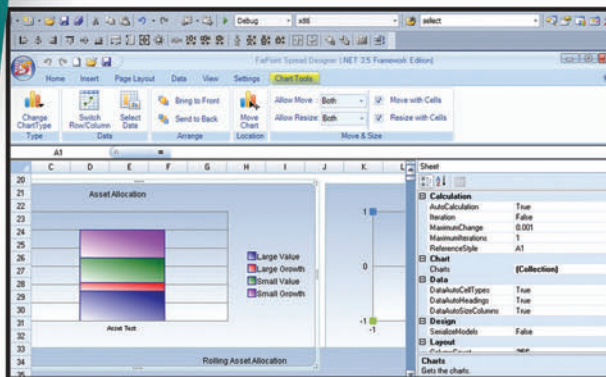 Debug x86 select
FarPoint Spread Designer (.NET 3.5 Framework Edition)
Home Insert Page Layout Data View Settings Chart Tools
Change ChartType
Switch Row/Column
Select Data
Bring to Front
Send to Back
Move Chart
Allow Move: Both
Move with Cells
Allow Resize: Both
Resize with Cells
Type Data Arrange Location Move & Size
A1 =
C D E F G H I J K L
Sheet
20
21
22
23
24
25
26
27
28
29
30
31
32
33
34
35
Asset Allocation
Large Value
Large Growth
Small Value
Small Growth
Asset Test
Rolling Asset Allocation
1
0
-1
-1
Calculation
AutoCalculation True
Iteration False
MaximumChange 0.001
MaximumIterations 1
ReferenceStyle A1
Chart
Charts (Collection)
Data
DataAutoCellTypes True
DataAutoHeadings True
DataAutoSizeColumns True
Design
SerializeModels False
Layout
Charts
Gets the charts.